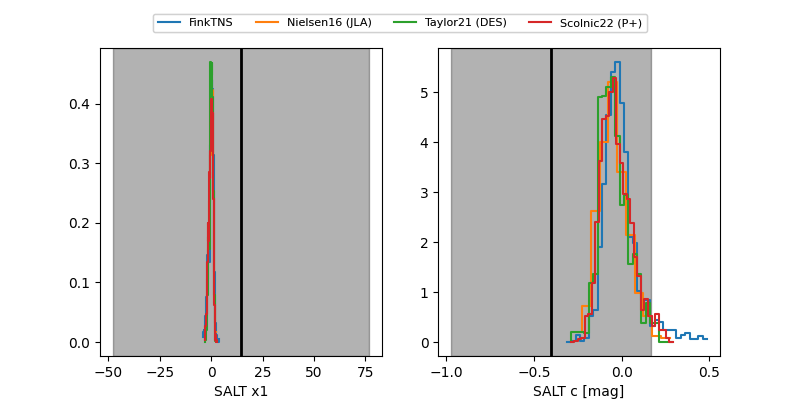 FinkTNS Nielsen16 (JLA) Taylor21 (DES) Scolnic22 (P+)
0.4
0.3
0.2
0.1
0.0
−50 −25 0 25 50 75
SALT x1
5
4
3
2
1
0
−1.0 −0.5 0.0 0.5
SALT c [mag]